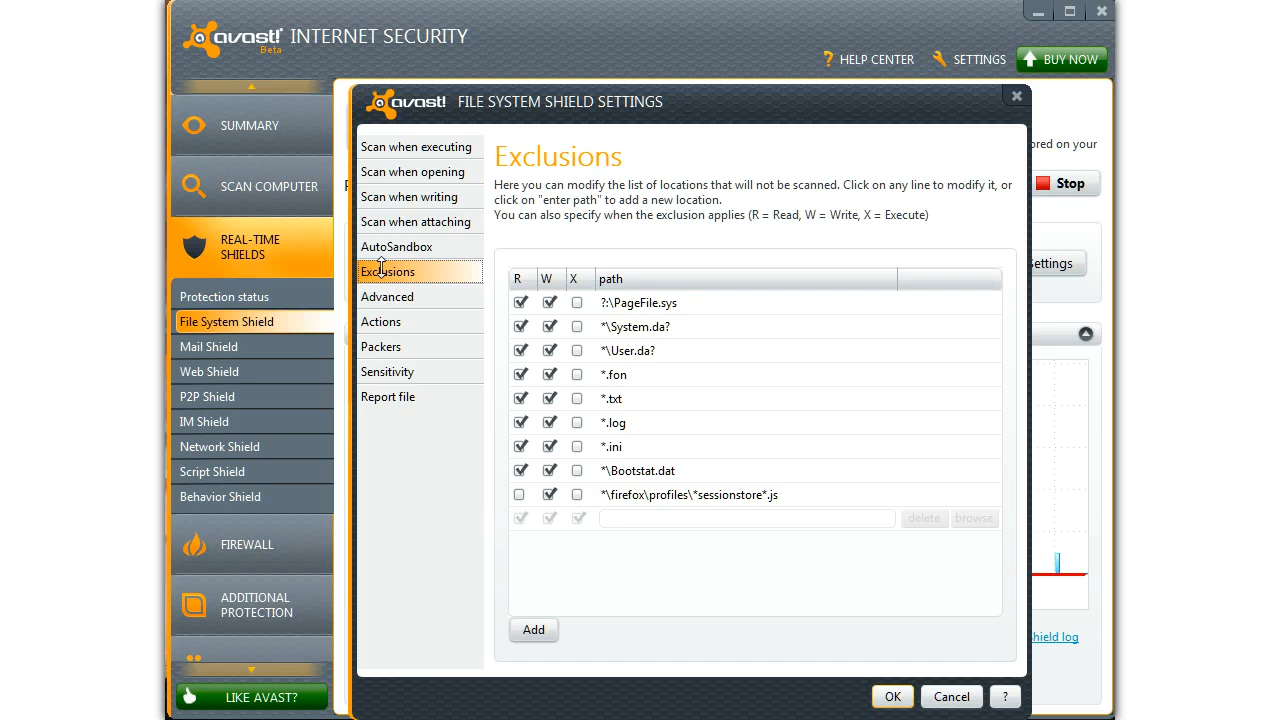 avast! INTERNET SECURITY
Beta
HELP CENTER
SETTINGS
BUY NOW
SUMMARY
SCAN COMPUTER
REAL-TIME
SHIELDS
Protection status
File System Shield
Mail Shield
Web Shield
P2P Shield
IM Shield
Network Shield
Script Shield
Behavior Shield
FIREWALL
ADDITIONAL
PROTECTION
LIKE AVAST?
avast! FILE SYSTEM SHIELD SETTINGS
Scan when executing
Scan when opening
Scan when writing
Scan when attaching
AutoSandbox
Exclusions
Advanced
Actions
Packers
Sensitivity
Report file
Exclusions
Here you can modify the list of locations that will not be scanned. Click on any line to modify it, or
click on "enter path" to add a new location.
You can also specify when the exclusion applies (R = Read, W = Write, X = Execute)
R W X path
?:\PageFile.sys
*\System.da?
*\User.da?
*.fon
*.txt
*.log
*.ini
*\Bootstat.dat
*\firefox\profiles\*sessionstore*.js
delete browse
Add
OK Cancel ?
ored on your
Stop
ettings
hield log